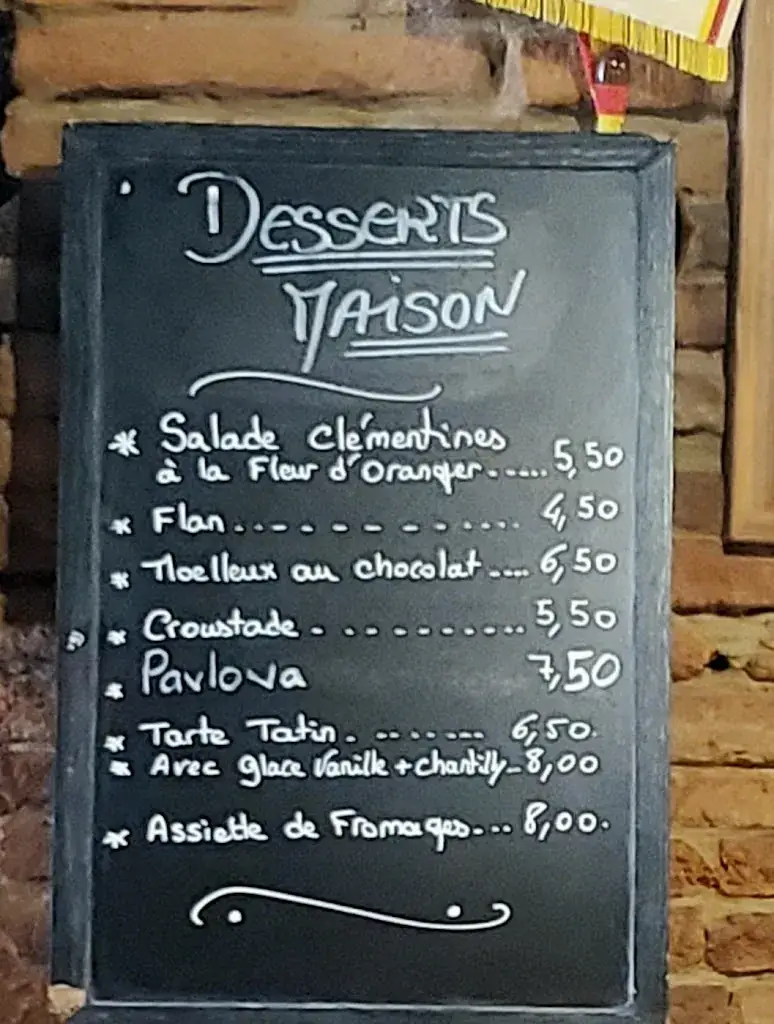 DESSERTS
MAISON
* Salade Clémentines
à la Fleur d'Oranger...... 5,50
* Flan............ 4,50
* Moelleux au chocolat.... 6,50
* Croustade........... 5,50
* Pavlova 7,50
* Tarte Tatin. ....... 6,50.
* Avec glace Vanille + chantilly - 8,00
* Assiette de Fromages.... 8,00.